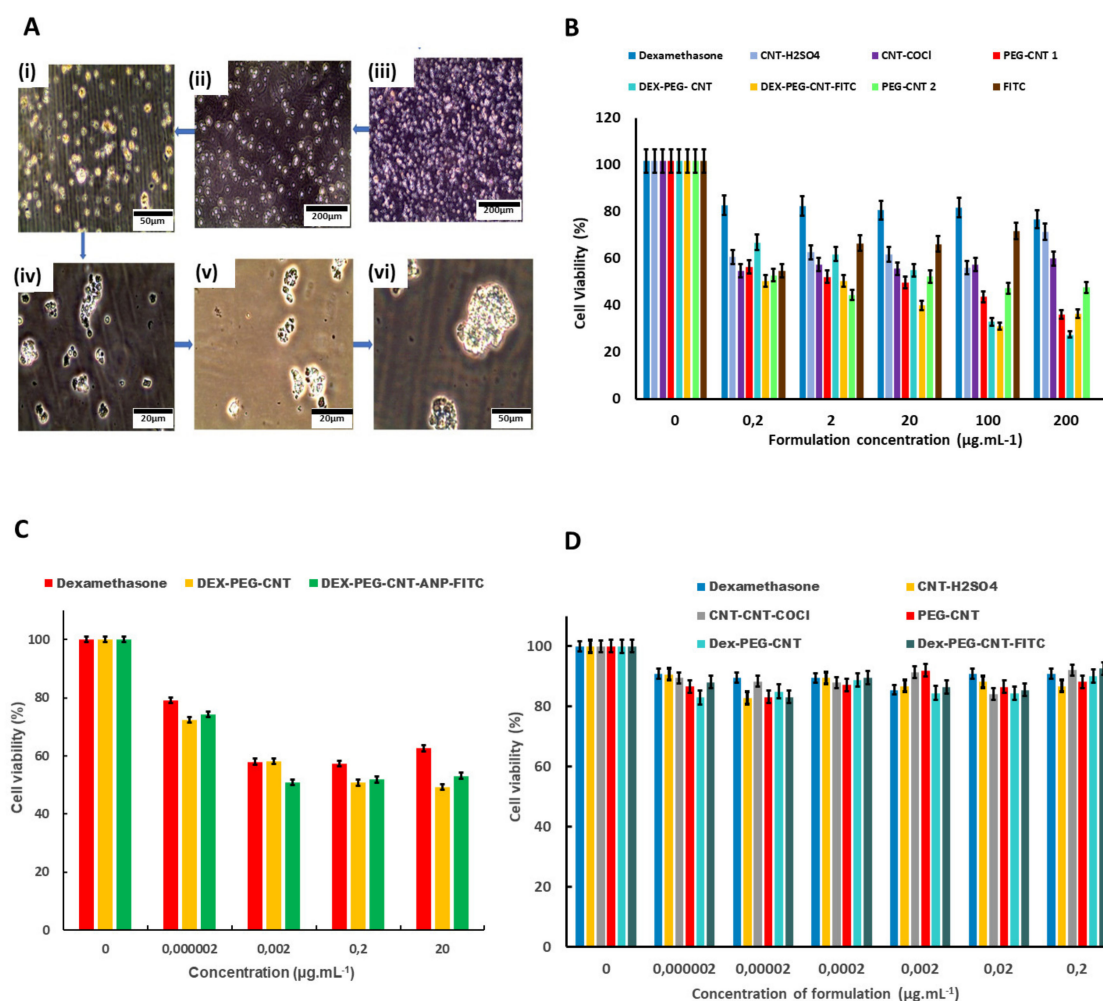 A
(i)
(ii)
(iii)
50µm
200µm
200µm
(iv)
(v)
(vi)
20µm
20µm
50µm
B
Dexamethasone
CNT-H2SO4
CNT-COCl
PEG-CNT 1
DEX-PEG- CNT
DEX-PEG-CNT-FITC
PEG-CNT 2
FITC
120
100
80
60
40
20
0
Cell Viability (%)
0
0,2
2
20
100
200
Formulation concentration (µg.mL-1)
C
Dexamethasone
DEX-PEG-CNT
DEX-PEG-CNT-ANP-FITC
100
80
60
40
20
0
Cell viability (%)
0
0,000002
0,002
0,2
20
Concentration (µg.mL-1)
D
Dexamethasone
CNT-H2SO4
CNT-CNT-COCl
PEG-CNT
Dex-PEG-CNT
Dex-PEG-CNT-FITC
100
80
60
40
20
0
Cell viability (%)
0
0,000002
0,00002
0,0002
0,002
0,02
0,2
Concentration of formulation (µg.mL-1)